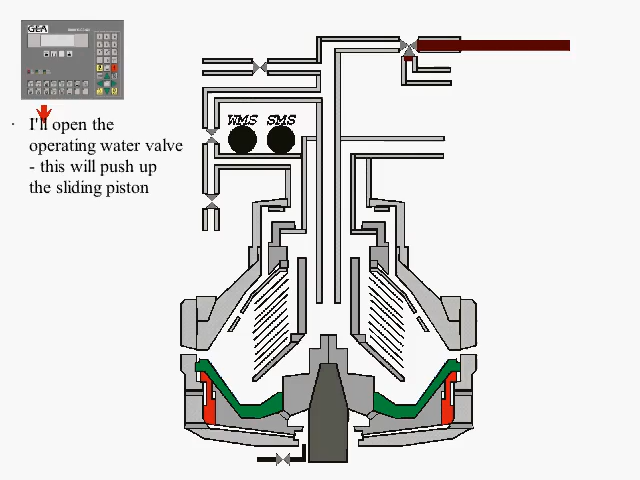 GEA
WMS SMS
· I'll open the
operating water valve
- this will push up
the sliding piston